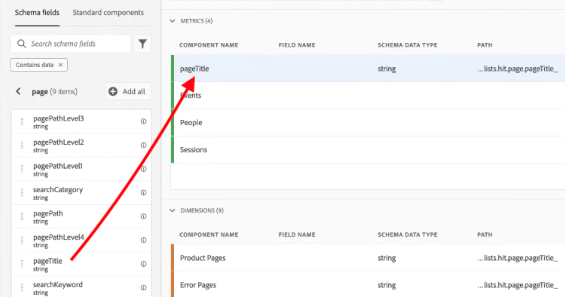 Schema fields
Standard components
Search schema fields
Contains data ×
page (9 items)
Add all
pagePathLevel3
string
pagePathLevel2
string
pagePathLevel1
string
searchCategory
string
pagePath
string
pagePathLevel4
string
pageTitle
string
searchKeyword
string
METRICS (4)
COMPONENT NAME FIELD NAME SCHEMA DATA TYPE PATH
pageTitle string ...lists.hit.page.pageTitle_
People
Sessions
DIMENSIONS (9)
COMPONENT NAME FIELD NAME SCHEMA DATA TYPE PATH
Product Pages string ...lists.hit.page.pageTitle_
Error Pages string ...lists.hit.page.pageTitle_